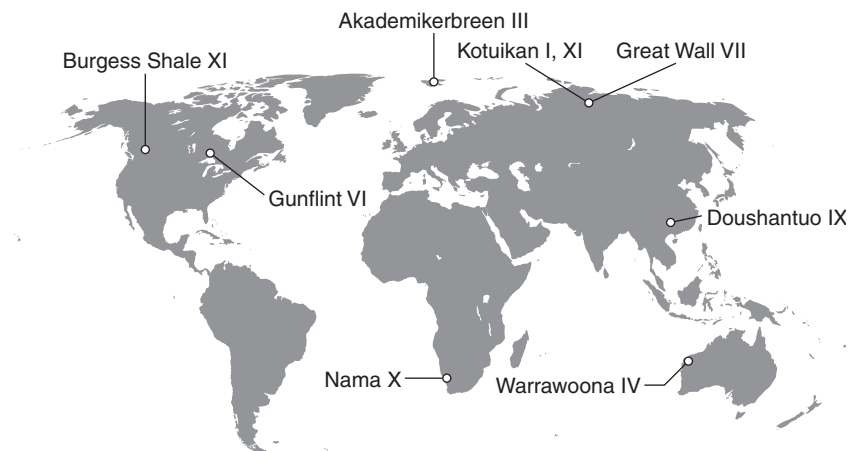 Akademikerbreen III
Kotuikan I, XI
Great Wall VII
Burgess Shale XI
Gunflint VI
Doushantuo IX
Nama X
Warrawoona IV